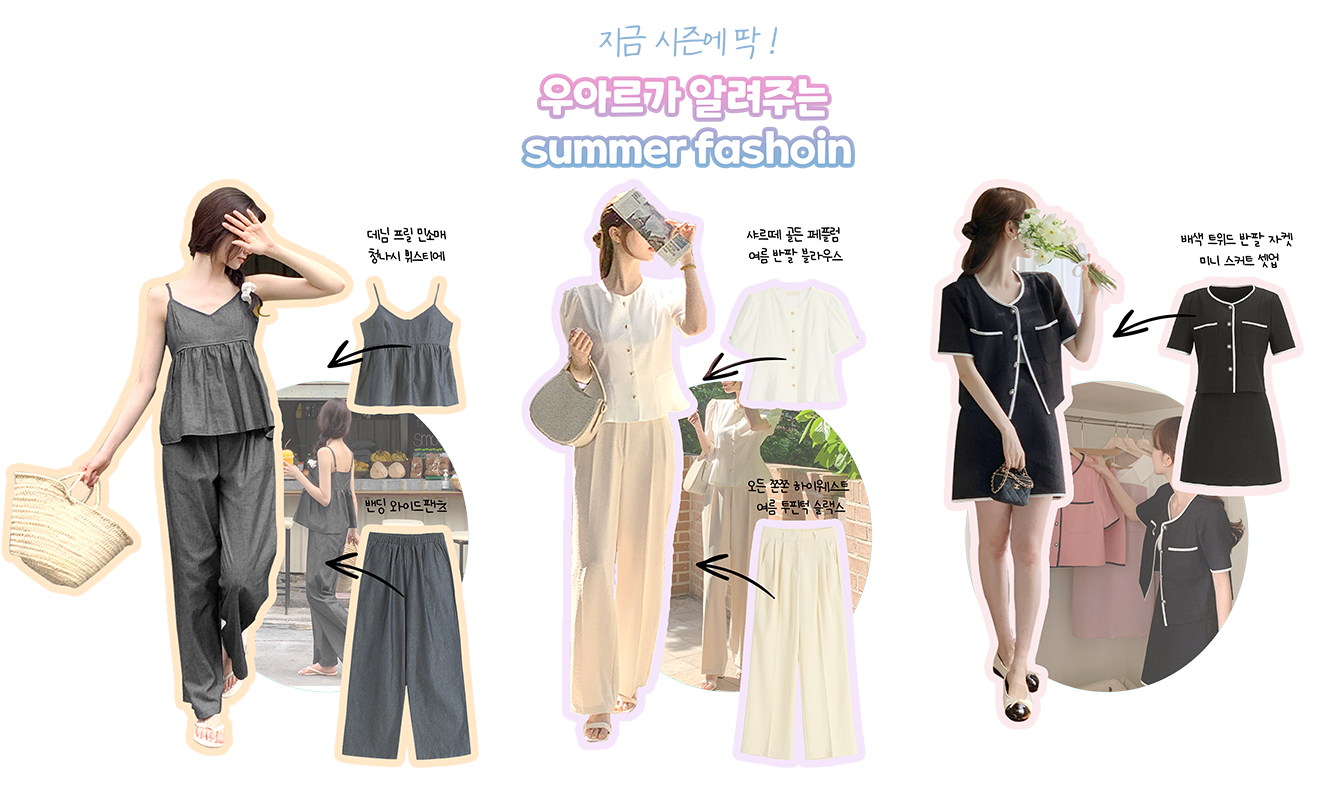 지금 시즌에 딱 !
우아르가 알려주는
summer fashoin
데님 프릴 민소매
청나시 뷔스티에
밴딩 와이드팬츠
샤르떼 골든 페플럼
여름 반팔 블라우스
오든 쫀쫀 하이웨스트
여름 투핀턱 슬랙스
배색 트위드 반팔 자켓
미니 스커트 셋업